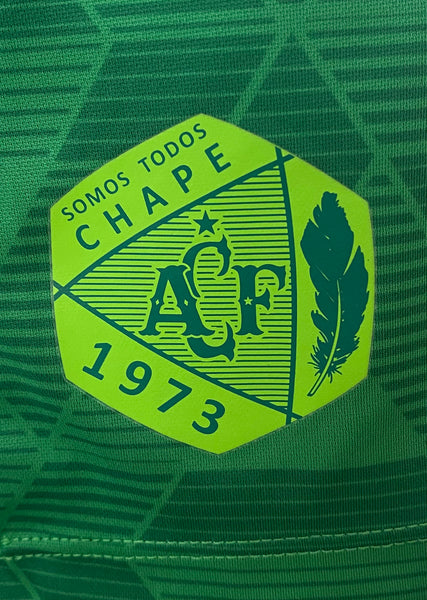 SOMOS TODOS
CHAPE
ACF
1973